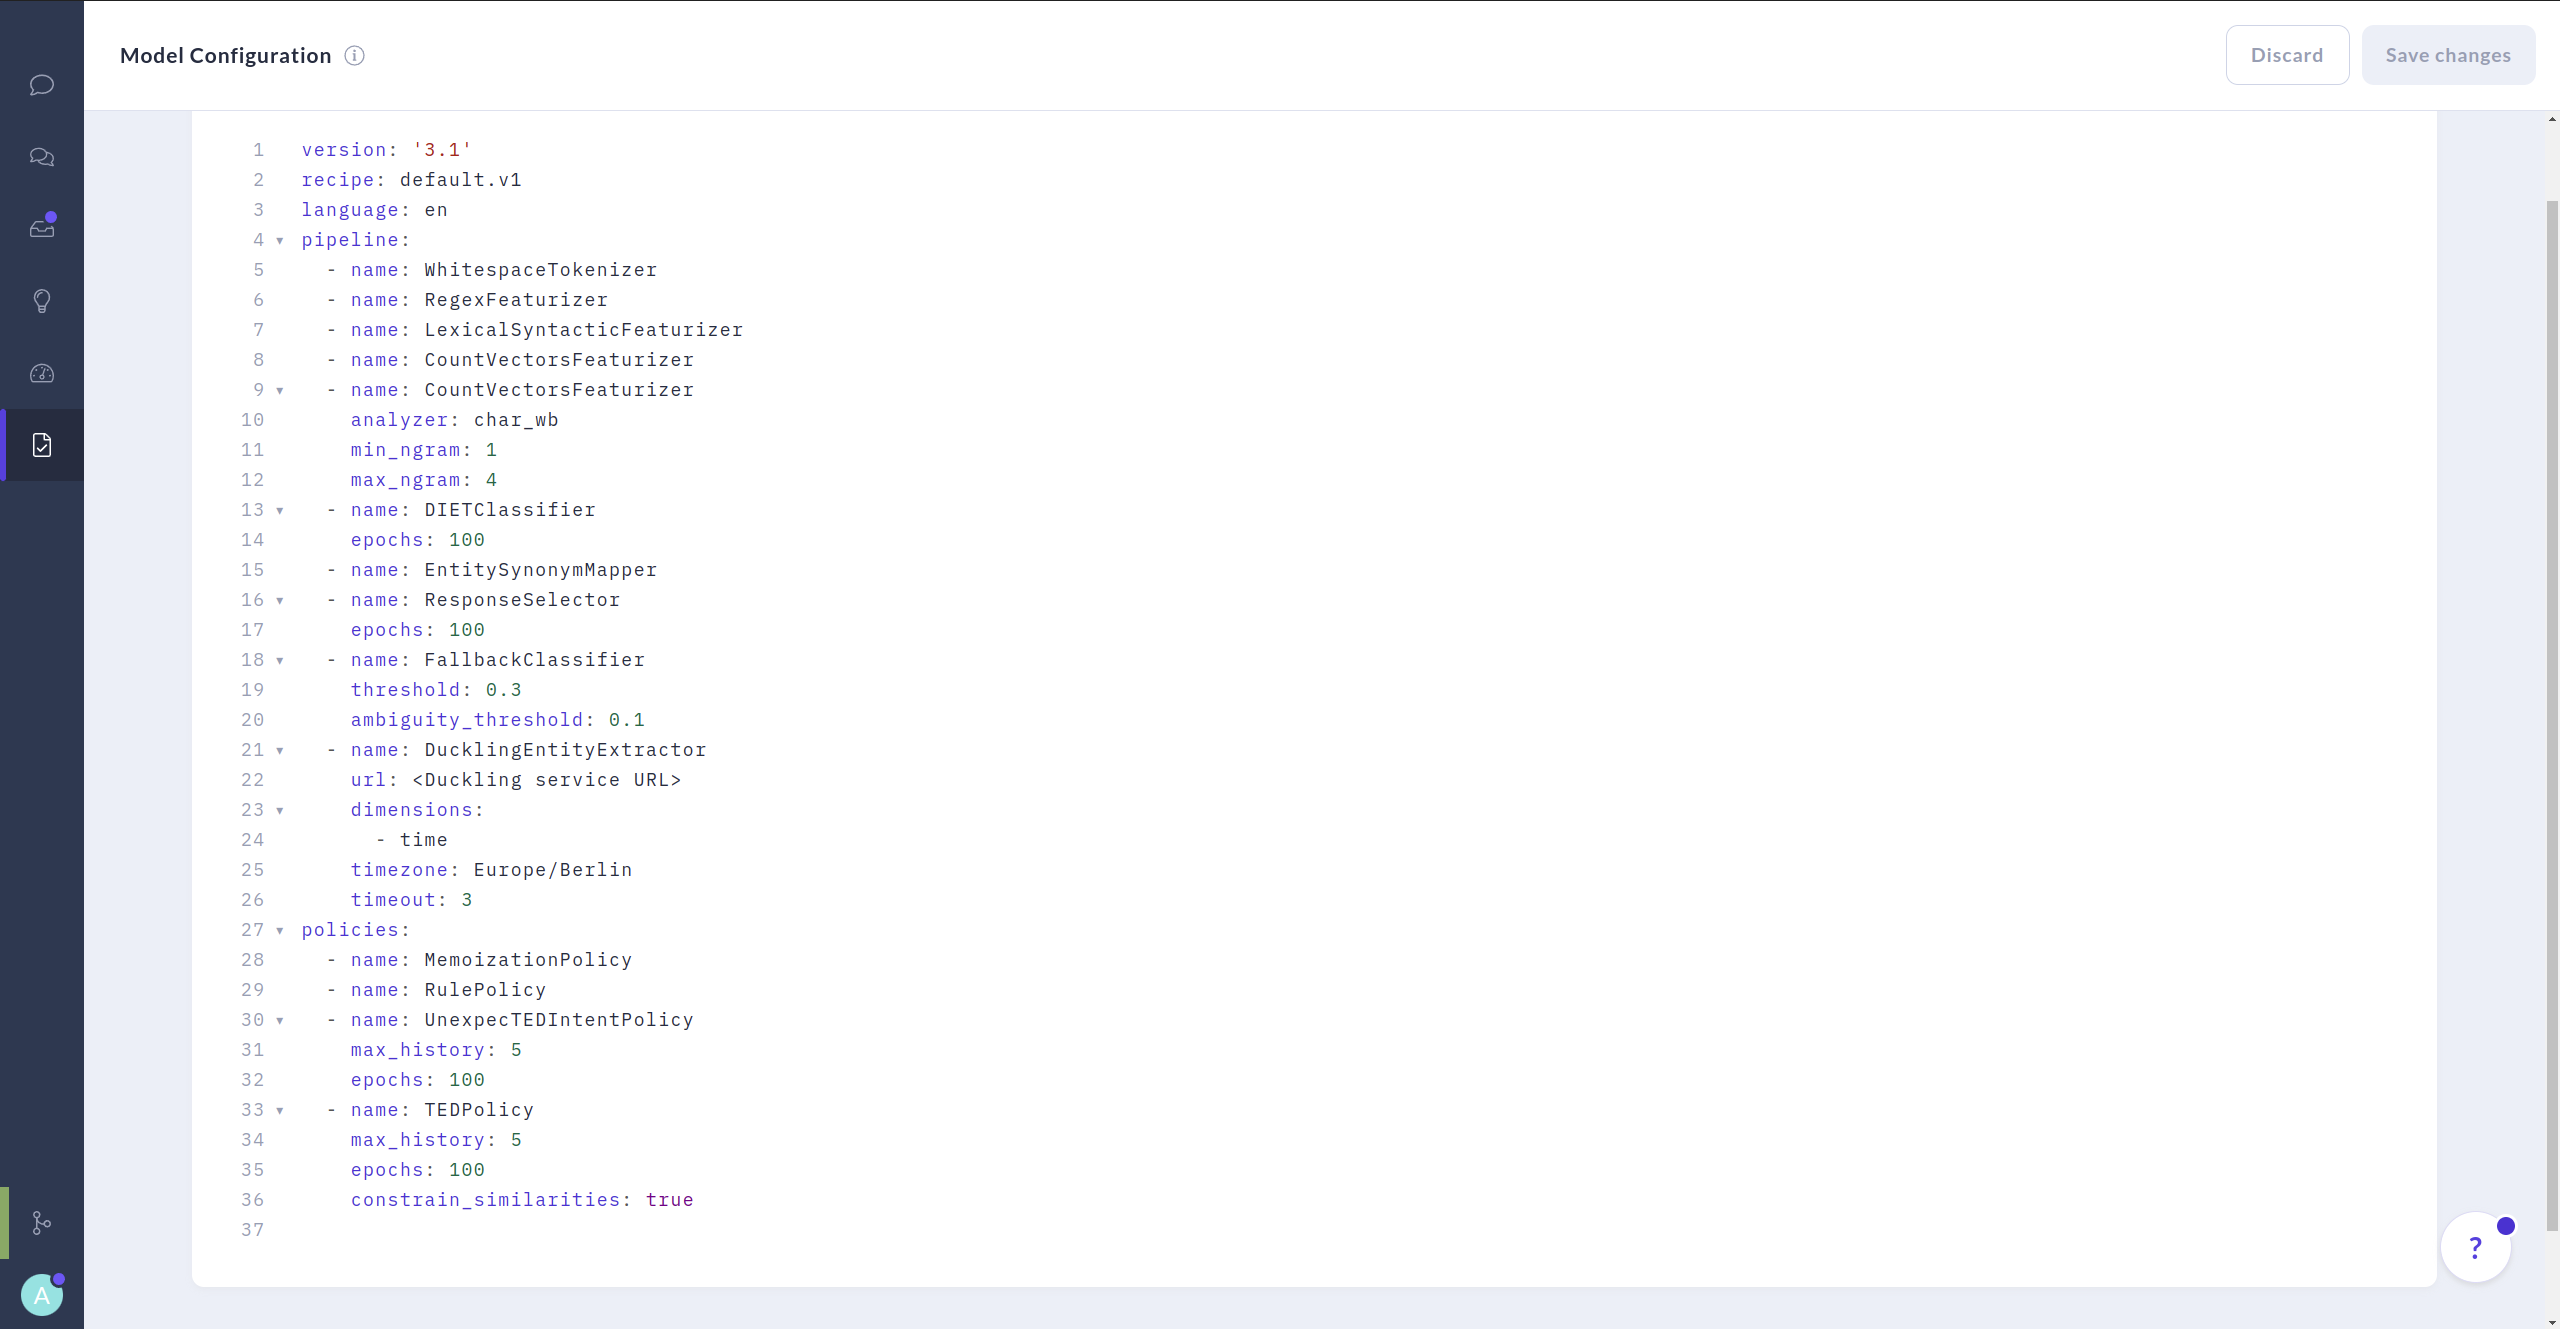 Model Configuration
Discard
Save changes
1 version: '3.1'
2 recipe: default.v1
3 language: en
4 pipeline:
5 - name: WhitespaceTokenizer
6 - name: RegexFeaturizer
7 - name: LexicalSyntacticFeaturizer
8 - name: CountVectorsFeaturizer
9 - name: CountVectorsFeaturizer
10 analyzer: char_wb
11 min_ngram: 1
12 max_ngram: 4
13 - name: DIETClassifier
14 epochs: 100
15 - name: EntitySynonymMapper
16 - name: ResponseSelector
17 epochs: 100
18 - name: FallbackClassifier
19 threshold: 0.3
20 ambiguity_threshold: 0.1
21 - name: DucklingEntityExtractor
22 url: <Duckling service URL>
23 dimensions:
24 - time
25 timezone: Europe/Berlin
26 timeout: 3
27 policies:
28 - name: MemoizationPolicy
29 - name: RulePolicy
30 - name: UnexpecTEDIntentPolicy
31 max_history: 5
32 epochs: 100
33 - name: TEDPolicy
34 max_history: 5
35 epochs: 100
36 constrain_similarities: true
37
?
A